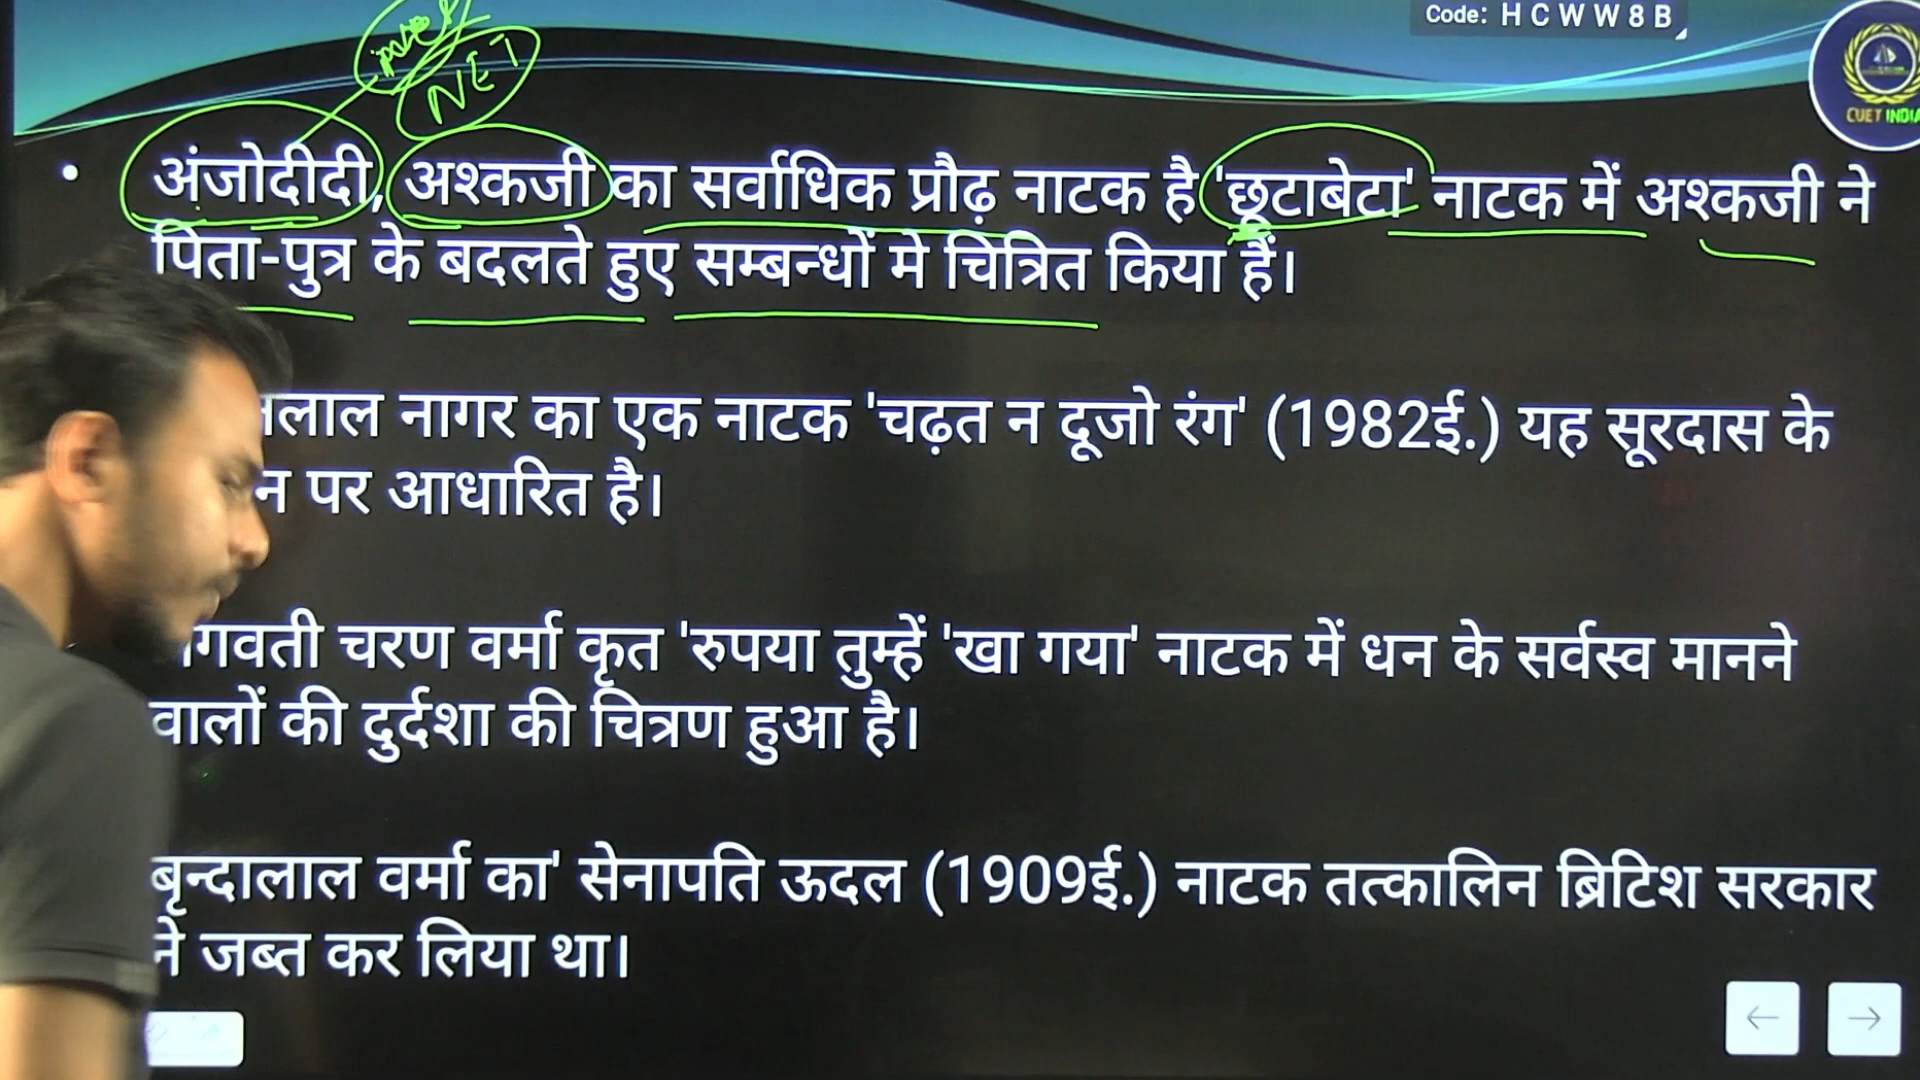 Code: H C W W 8 B
NET
CUET INDIA
• अंजोदीदी, अश्कजी का सर्वाधिक प्रौढ़ नाटक है 'छटाबेटा' नाटक में अश्कजी ने
पिता-पुत्र के बदलते हुए सम्बन्धों मे चित्रित किया हैं।
लाल नागर का एक नाटक 'चढ़त न दूजो रंग' (1982ई.) यह सूरदास के
न पर आधारित है।
गवती चरण वर्मा कृत 'रुपया तुम्हें 'खा गया' नाटक में धन के सर्वस्व मानने
वालों की दुर्दशा की चित्रण हुआ है।
बृन्दालाल वर्मा का' सेनापति ऊदल (1909ई.) नाटक तत्कालिन ब्रिटिश सरकार
ने जब्त कर लिया था।